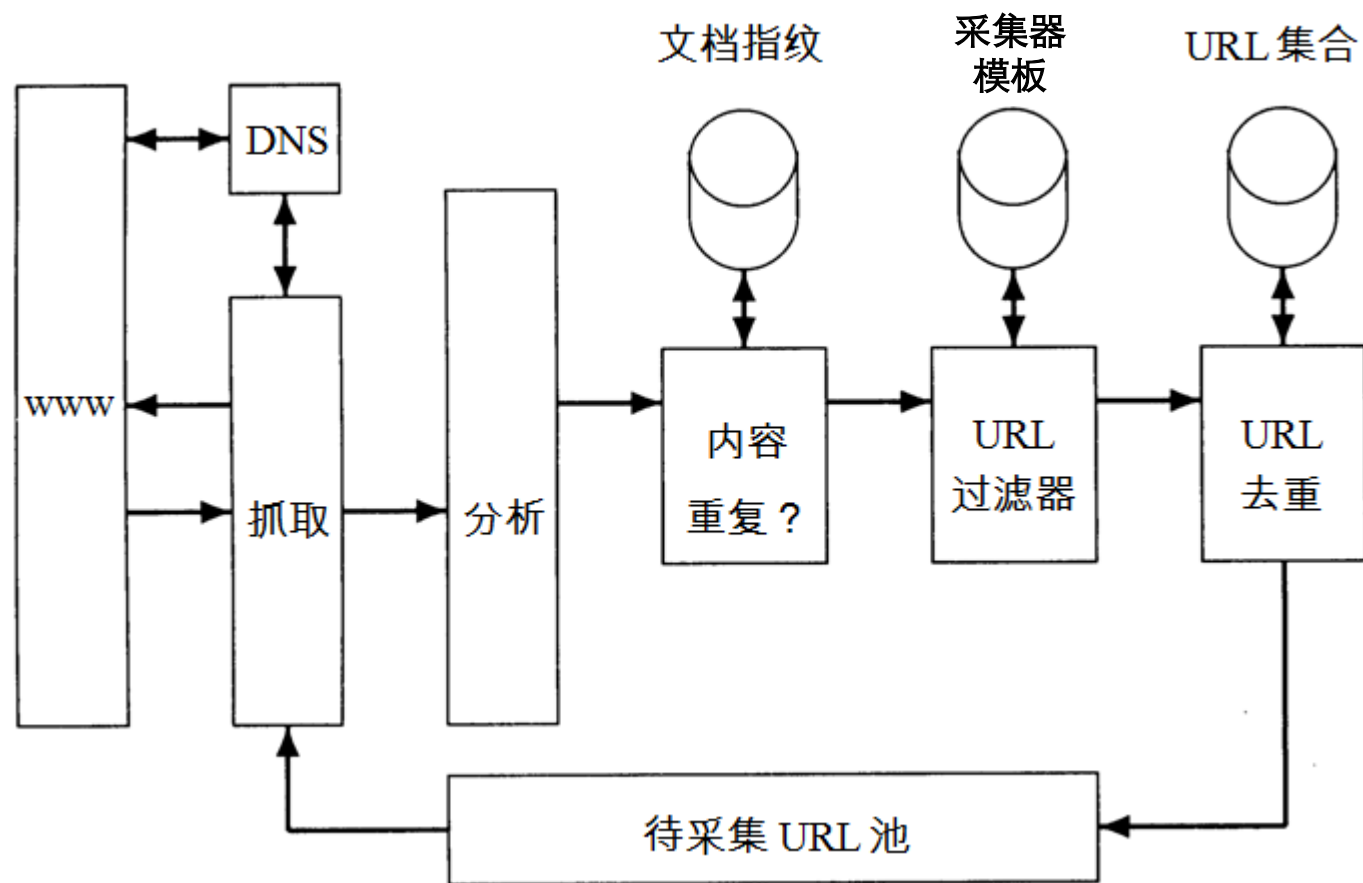 文档指纹
采集器
模板
URL 集合
DNS
www
抓取
分析
内容
重复？
URL
过滤器
URL
去重
待采集 URL 池